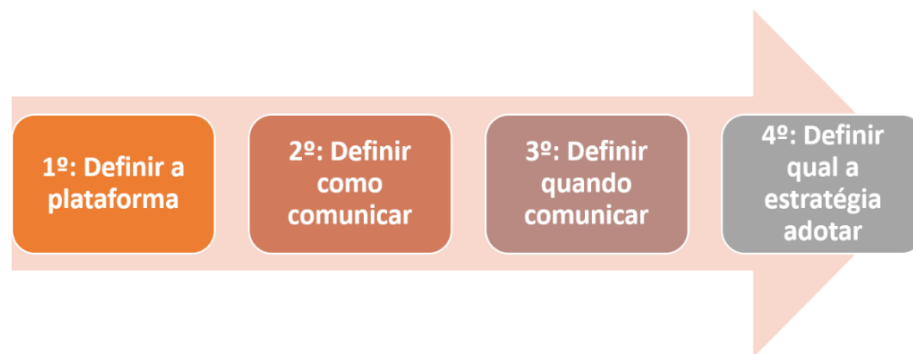 1º: Definir a
plataforma
2º: Definir
como
comunicar
3º: Definir
quando
comunicar
4º: Definir
qual a
estratégia
adotar